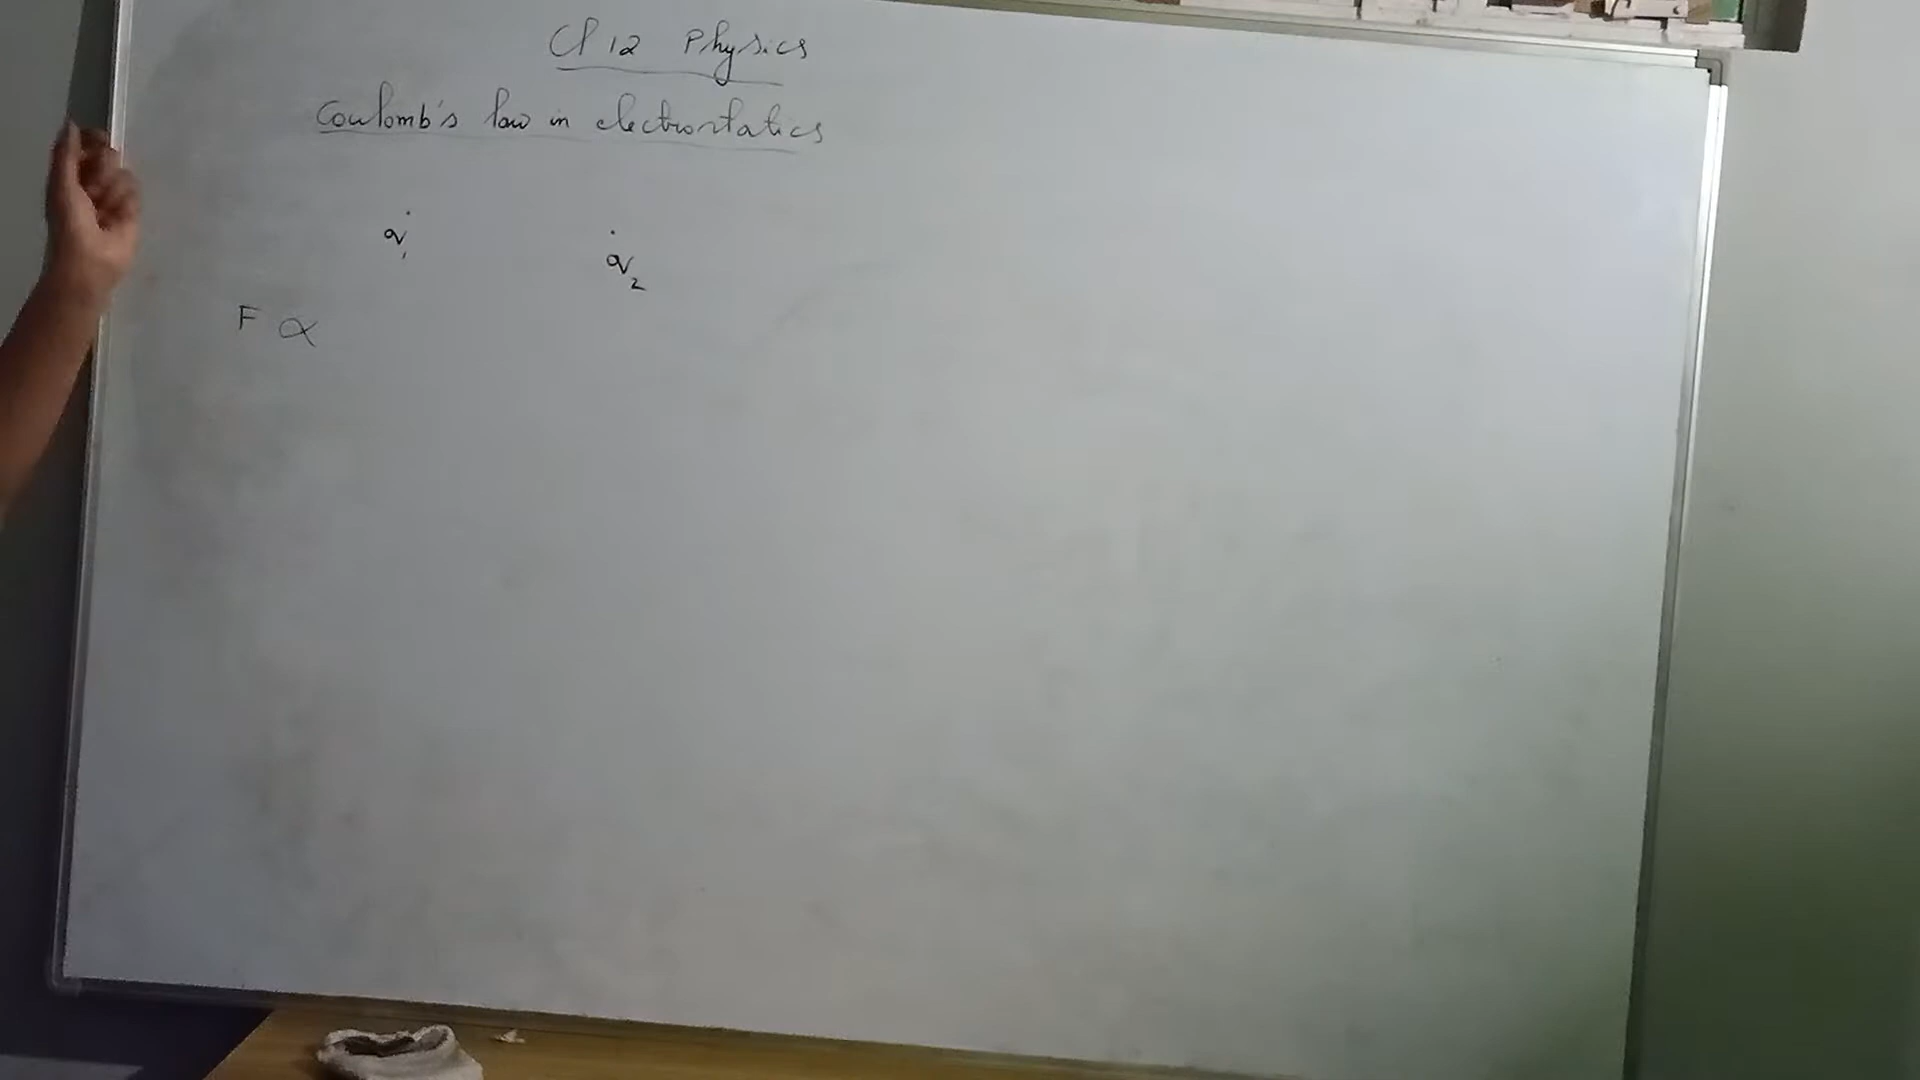 Cl 12 Physics
Coulomb's law in electrostatics
q₁ q₂
F ∝